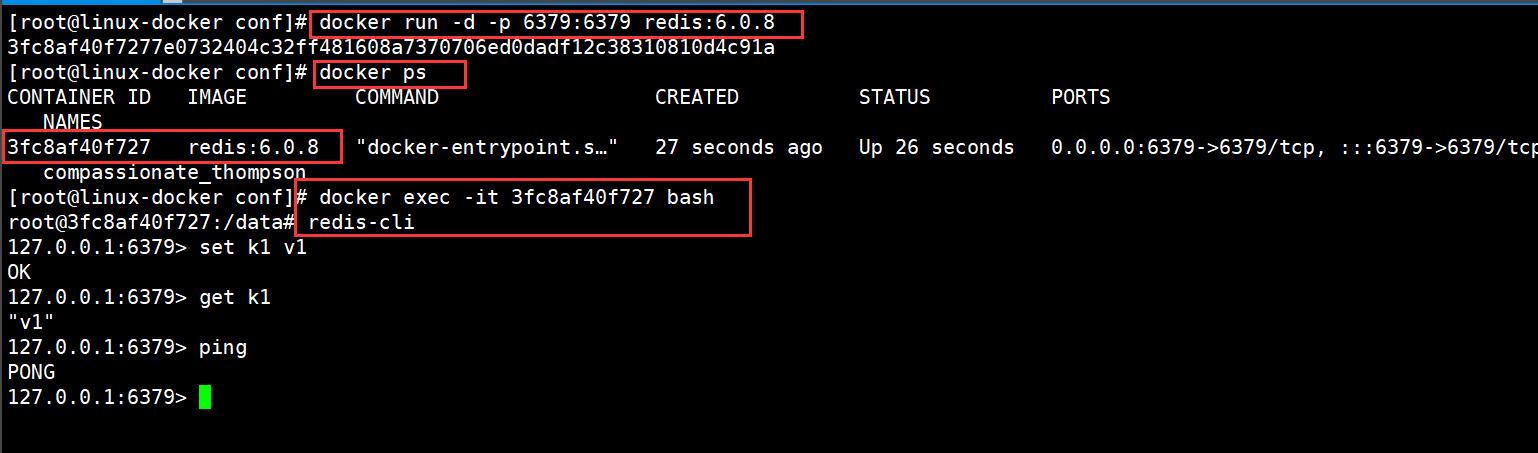 [root@linux-docker conf]# docker run -d -p 6379:6379 redis:6.0.8
3fc8af40f7277e0732404c32ff481608a7370706ed0dadf12c38310810d4c91a
[root@linux-docker conf]# docker ps
CONTAINER ID   IMAGE         COMMAND                  CREATED          STATUS          PORTS
   NAMES
3fc8af40f727   redis:6.0.8   "docker-entrypoint.s…"   27 seconds ago   Up 26 seconds   0.0.0.0:6379->6379/tcp, :::6379->6379/tcp
   compassionate_thompson
[root@linux-docker conf]# docker exec -it 3fc8af40f727 bash
root@3fc8af40f727:/data# redis-cli
127.0.0.1:6379> set k1 v1
OK
127.0.0.1:6379> get k1
"v1"
127.0.0.1:6379> ping
PONG
127.0.0.1:6379>